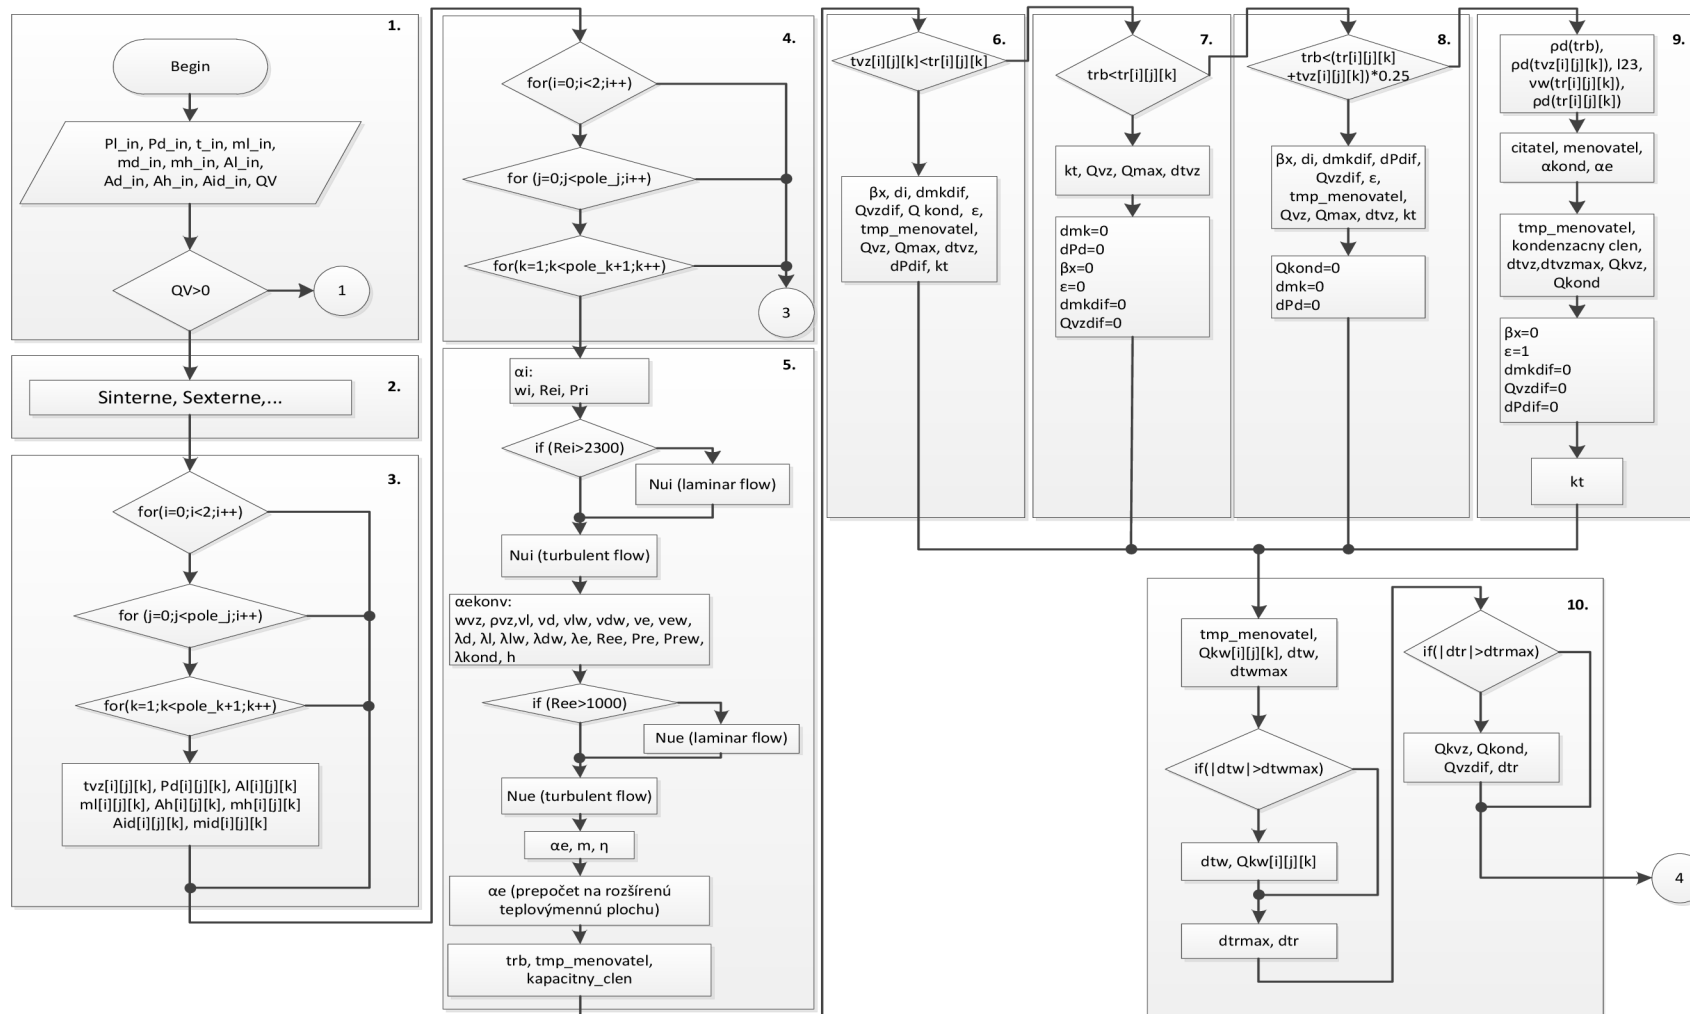 1.
Begin
Pl_in, Pd_in, t_in, ml_in,
md_in, mh_in, Al_in,
Ad_in, Ah_in, Aid_in, QV
QV>0
1
2.
Sinterne, Sexterne,...
3.
for(i=0;i<2;i++)
for (j=0;j<pole_j;i++)
for(k=1;k<pole_k+1;k++)
tvz[i][j][k], Pd[i][j][k], Al[i][j][k]
ml[i][j][k], Ah[i][j][k], mh[i][j][k]
Aid[i][j][k], mid[i][j][k]
4.
for(i=0;i<2;i++)
for (j=0;j<pole_j;i++)
for(k=1;k<pole_k+1;k++)
3
5.
αi:
wi, Rei, Pri
if (Rei>2300)
Nui (laminar flow)
Nui (turbulent flow)
αekonv:
wvz, ρvz,νl, νd, νlw, νdw, νe, νew,
λd, λl, λlw, λdw, λe, Ree, Pre, Prew,
λkond, h
if (Ree>1000)
Nue (laminar flow)
Nue (turbulent flow)
αe, m, η
αe (prepočet na rozšírenú
teplovýmennú plochu)
trb, tmp_menovatel,
kapacitny_clen
6.
tvz[i][j][k]<tr[i][j][k]
βx, di, dmkdif,
Qvzdif, Q kond, ε,
tmp_menovatel,
Qvz, Qmax, dtvz,
dPdif, kt
7.
trb<tr[i][j][k]
kt, Qvz, Qmax, dtvz
dmk=0
dPd=0
βx=0
ε=0
dmkdif=0
Qvzdif=0
8.
trb<(tr[i][j][k]
+tvz[i][j][k])*0.25
βx, di, dmkdif, dPdif,
Qvzdif, ε,
tmp_menovatel,
Qvz, Qmax, dtvz, kt
Qkond=0
dmk=0
dPd=0
9.
ρd(trb),
ρd(tvz[i][j][k]), l23,
νw(tr[i][j][k]),
ρd(tr[i][j][k])
citatel, menovatel,
αkond, αe
tmp_menovatel,
kondenzacny clen,
dtvz,dtvzmax, Qkvz,
Qkond
βx=0
ε=1
dmkdif=0
Qvzdif=0
dPdif=0
kt
10.
tmp_menovatel,
Qkw[i][j][k], dtw,
dtwmax
if(|dtw|>dtwmax)
dtw, Qkw[i][j][k]
dtrmax, dtr
if(|dtr|>dtrmax)
Qkvz, Qkond,
Qvzdif, dtr
4